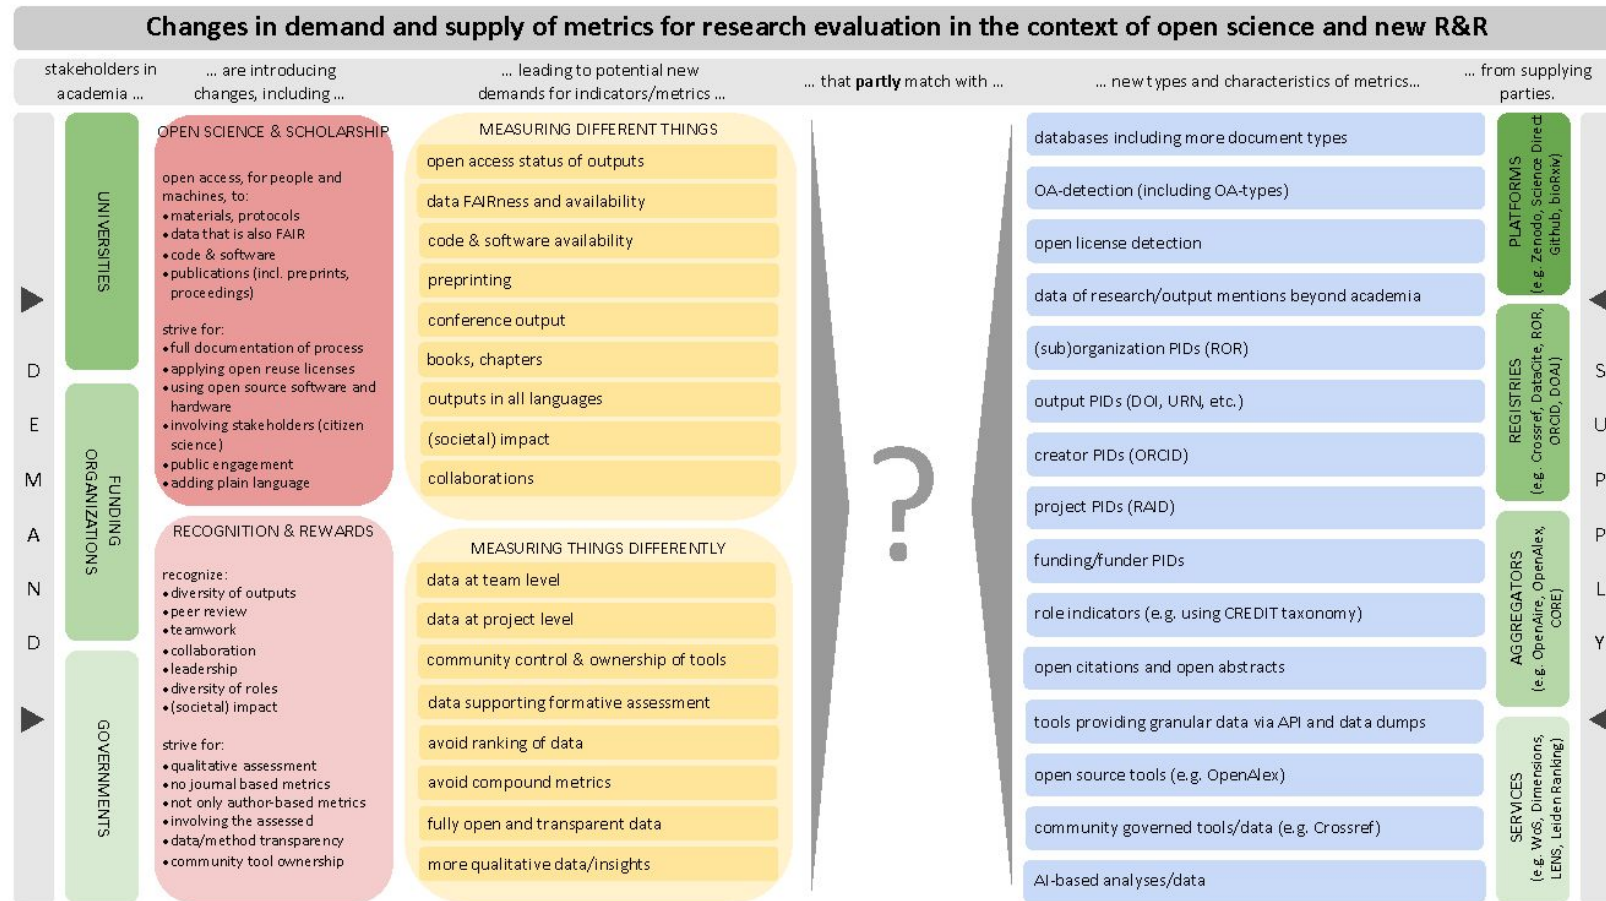 Changes in demand and supply of metrics for research evaluation in the context of open science and new R&R
stakeholders in
academia ...
... are introducing
changes, including ...
... leading to potential new
demands for indicators/metrics ...
... that partly match with ...
... new types and characteristics of metrics...
... from supplying
parties.
DEMAND
UNIVERSITIES
FUNDING
ORGANIZATIONS
GOVERNMENTS
OPEN SCIENCE & SCHOLARSHIP
open access, for people and
machines, to:
• materials, protocols
• data that is also FAIR
• code & software
• publications (incl. preprints,
proceedings)
strive for:
• full documentation of process
• applying open reuse licenses
• using open source software and
hardware
• involving stakeholders (citizen
science)
• public engagement
• adding plain language
RECOGNITION & REWARDS
recognize:
• diversity of outputs
• peer review
• teamwork
• collaboration
• leadership
• diversity of roles
• (societal) impact
strive for:
• qualitative assessment
• no journal based metrics
• not only author-based metrics
• involving the assessed
• data/method transparency
• community tool ownership
MEASURING DIFFERENT THINGS
open access status of outputs
data FAIRness and availability
code & software availability
preprinting
conference output
books, chapters
outputs in all languages
(societal) impact
collaborations
MEASURING THINGS DIFFERENTLY
data at team level
data at project level
community control & ownership of tools
data supporting formative assessment
avoid ranking of data
avoid compound metrics
fully open and transparent data
more qualitative data/insights
?
databases including more document types
OA-detection (including OA-types)
open license detection
data of research/output mentions beyond academia
(sub)organization PIDs (ROR)
output PIDs (DOI, URN, etc.)
creator PIDs (ORCID)
project PIDs (RAID)
funding/funder PIDs
role indicators (e.g. using CREDIT taxonomy)
open citations and open abstracts
tools providing granular data via API and data dumps
open source tools (e.g. OpenAlex)
community governed tools/data (e.g. Crossref)
AI-based analyses/data
PLATFORMS
(e.g. Zenodo, Science Direct
Github, bioRxiv)
REGISTRIES
(e.g. Crossref, DataCite, ROR,
ORCID, DOAJ)
AGGREGATORS
(e.g. OpenAire, OpenAlex,
CORE)
SERVICES
(e.g. WoS, Dimensions,
LENS, Leiden Ranking)
SUPPLY